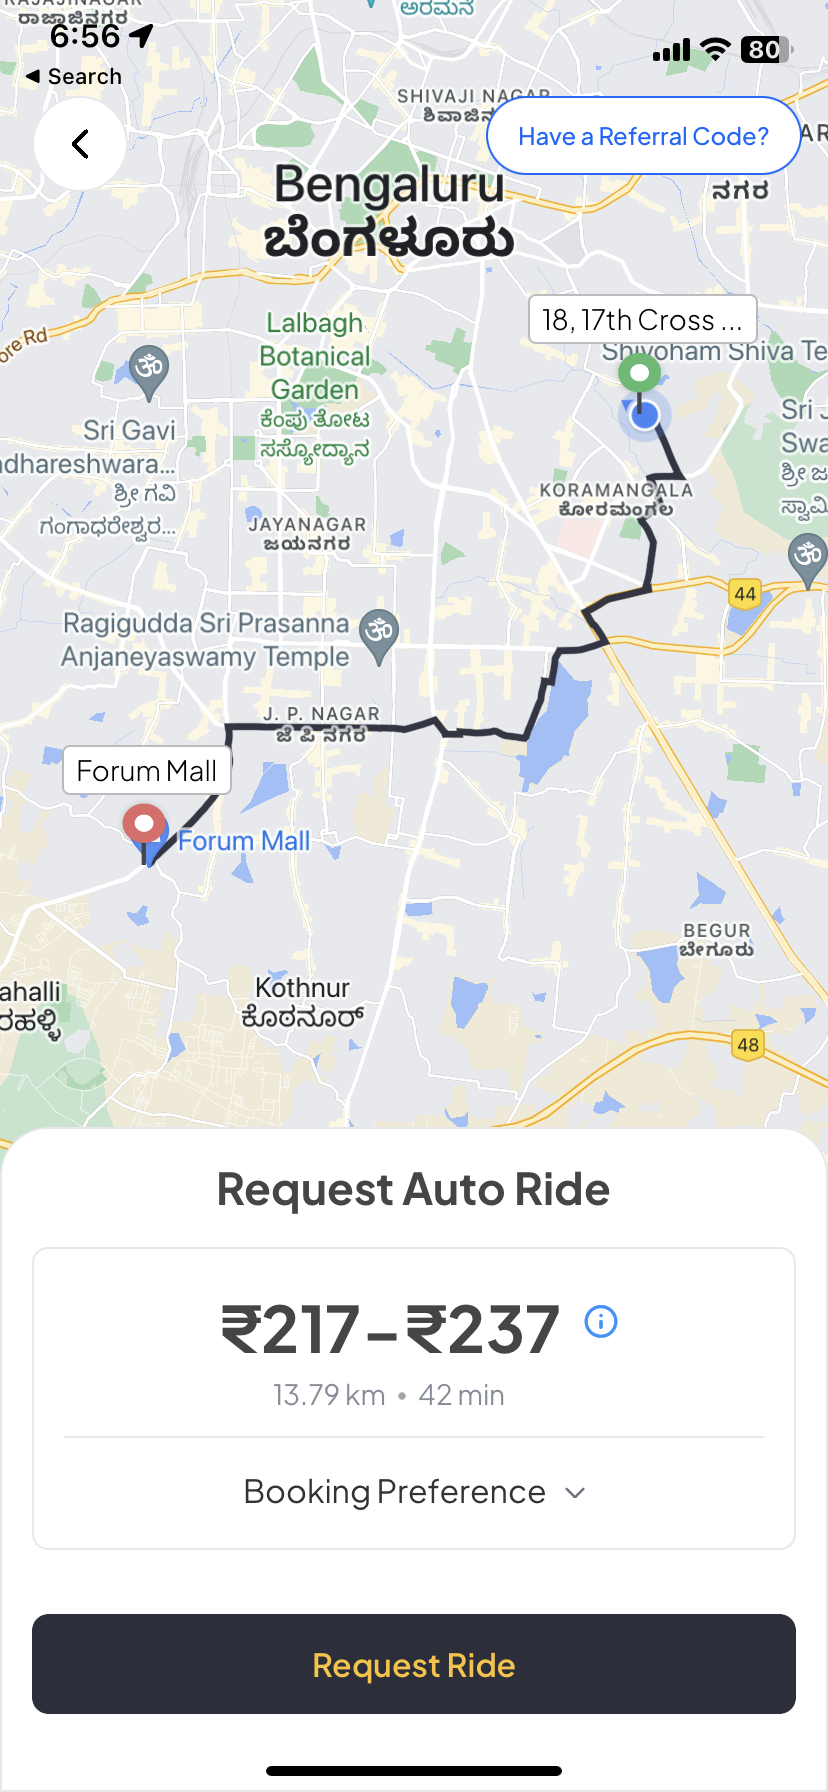 ರಾಜಾಜಿನಗರ
ಅರಮನೆ
6:56
80
◀ Search
SHIVAJI NAGAR
Have a Referral Code?
ನಗರ
Bengaluru
ಬೆಂಗಳೂರು
18, 17th Cross ...
Lalbagh
Botanical
Garden
ಕೆಂಪು ತೋಟ
ಸಸ್ಯೋದ್ಯಾನ
Shivoham Shiva Te
ore Rd
Sri Gavi
dhareshwara...
ಶ್ರೀ ಗವಿ
ಗಂಗಾಧರೇಶ್ವರ...
Sri J
Swa
ಶ್ರೀ ಜ
ಸ್ವಾಮಿ
KORAMANGALA
ಕೋರಮಂಗಲ
JAYANAGAR
ಜಯನಗರ
44
Ragigudda Sri Prasanna
Anjaneyaswamy Temple
J. P. NAGAR
ಜೆ ಪಿ ನಗರ
Forum Mall
Forum Mall
BEGUR
ಬೇಗೂರು
ahalli
ರಹಳ್ಳಿ
Kothnur
ಕೊಠನೂರ್
48
Request Auto Ride
₹217–₹237
13.79 km • 42 min
Booking Preference
Request Ride